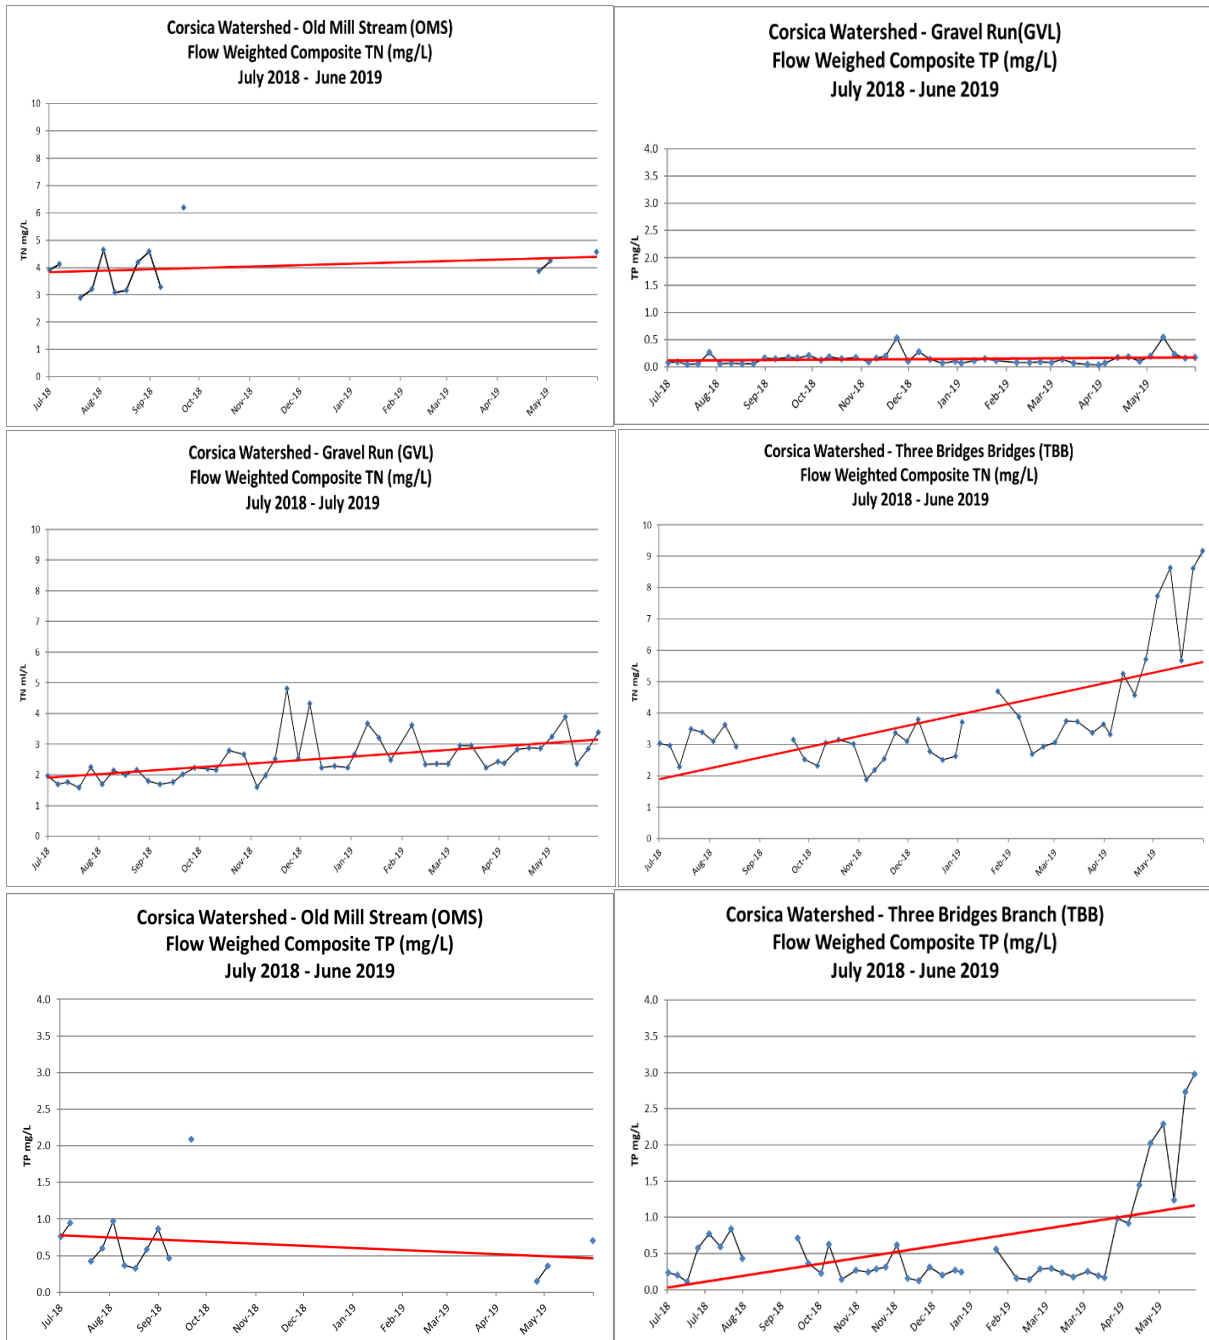 Corsica Watershed - Old Mill Stream (OMS)
Flow Weighted Composite TN (mg/L)
July 2018 - June 2019
10
9
8
7
6
5
4
3
2
1
0
TN mg/L
Jul-18
Aug-18
Sep-18
Oct-18
Nov-18
Dec-18
Jan-19
Feb-19
Mar-19
Apr-19
May-19
Corsica Watershed - Gravel Run(GVL)
Flow Weighed Composite TP (mg/L)
July 2018 - June 2019
4.0
3.5
3.0
2.5
2.0
1.5
1.0
0.5
0.0
TP mg/L
Jul-18
Aug-18
Sep-18
Oct-18
Nov-18
Dec-18
Jan-19
Feb-19
Mar-19
Apr-19
May-19
Corsica Watershed - Gravel Run (GVL)
Flow Weighted Composite TN (mg/L)
July 2018 - July 2019
10
9
8
7
6
5
4
3
2
1
0
TN ml/L
Jul-18
Aug-18
Sep-18
Oct-18
Nov-18
Dec-18
Jan-19
Feb-19
Mar-19
Apr-19
May-19
Corsica Watershed - Three Bridges Bridges (TBB)
Flow Weighted Composite TN (mg/L)
July 2018 - June 2019
10
9
8
7
6
5
4
3
2
1
0
TN mg/L
Jul-18
Aug-18
Sep-18
Oct-18
Nov-18
Dec-18
Jan-19
Feb-19
Mar-19
Apr-19
May-19
Corsica Watershed - Old Mill Stream (OMS)
Flow Weighed Composite TP (mg/L)
July 2018 - June 2019
4.0
3.5
3.0
2.5
2.0
1.5
1.0
0.5
0.0
TP mg/L
Jul-18
Aug-18
Sep-18
Oct-18
Nov-18
Dec-18
Jan-19
Feb-19
Mar-19
Apr-19
May-19
Corsica Watershed - Three Bridges Branch (TBB)
Flow Weighed Composite TP (mg/L)
July 2018 - June 2019
4.0
3.5
3.0
2.5
2.0
1.5
1.0
0.5
0.0
TP mg/L
Jul-18
Jul-18
Aug-18
Sep-18
Oct-18
Nov-18
Nov-18
Dec-18
Jan-19
Feb-19
Mar-19
Mar-19
Apr-19
May-19